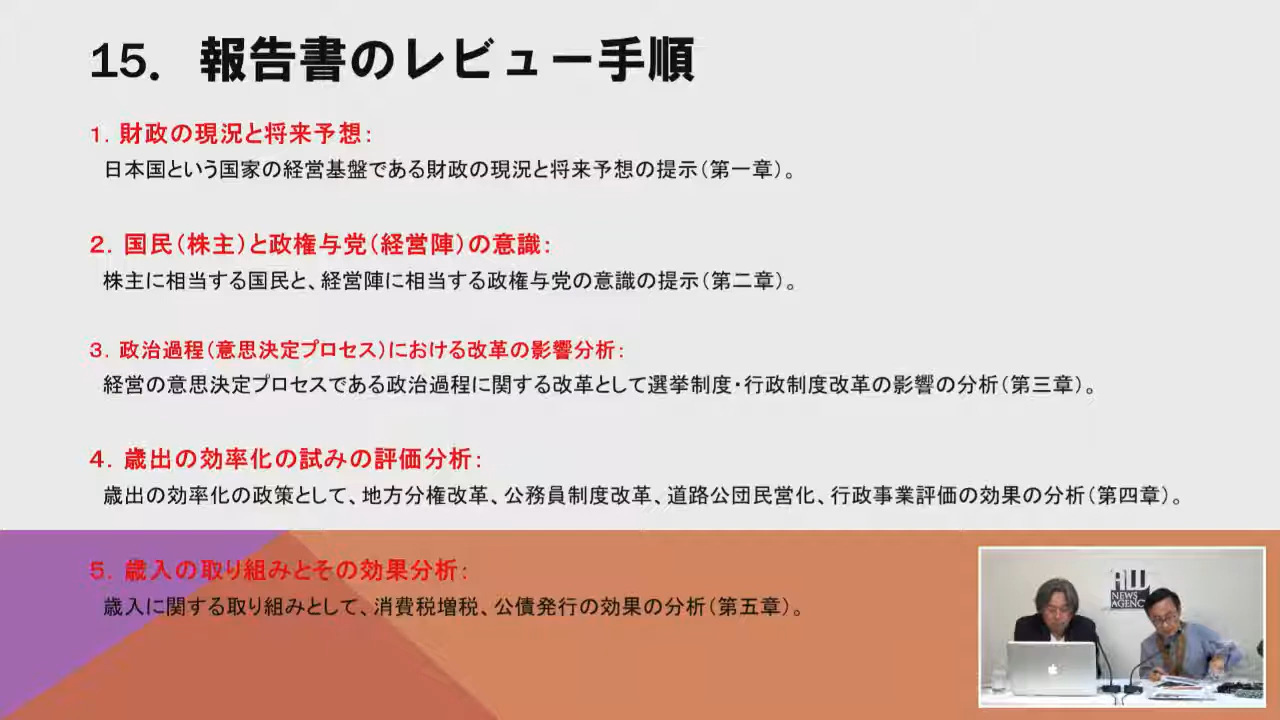 15．報告書のレビュー手順
1．財政の現況と将来予想：
日本国という国家の経営基盤である財政の現況と将来予想の提示（第一章）。
2．国民（株主）と政権与党（経営陣）の意識：
株主に相当する国民と、経営陣に相当する政権与党の意識の提示（第二章）。
3．政治過程（意思決定プロセス）における改革の影響分析：
経営の意思決定プロセスである政治過程に関する改革として選挙制度・行政制度改革の影響の分析（第三章）。
4．歳出の効率化の試みの評価分析：
歳出の効率化の政策として、地方分権改革、公務員制度改革、道路公団民営化、行政事業評価の効果の分析（第四章）。
5．歳入の取り組みとその効果分析：
歳入に関する取り組みとして、消費税増税、公債発行の効果の分析（第五章）。
NEWS